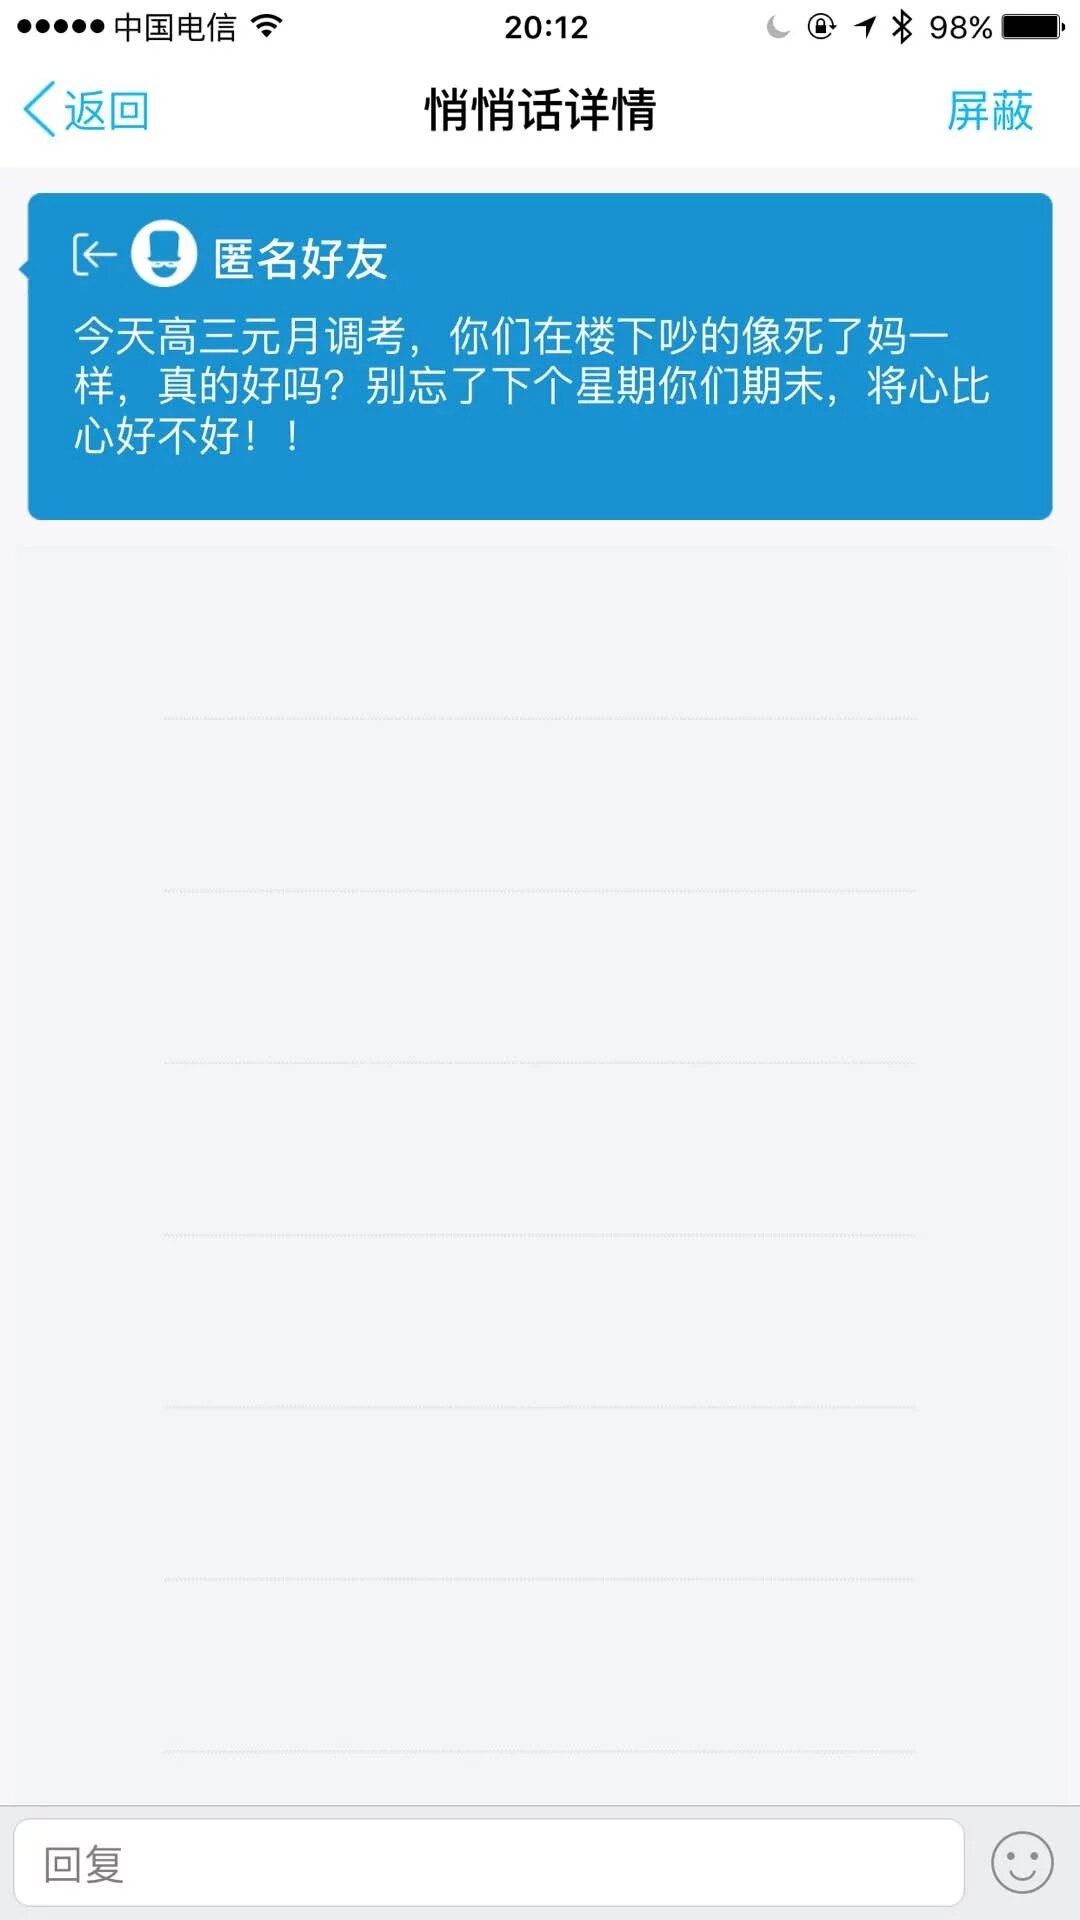 中国电信
20:12
98%
返回
悄悄话详情
屏蔽
匿名好友
今天高三元月调考，你们在楼下吵的像死了妈一
样，真的好吗？别忘了下个星期你们期末，将心比
心好不好！！
回复